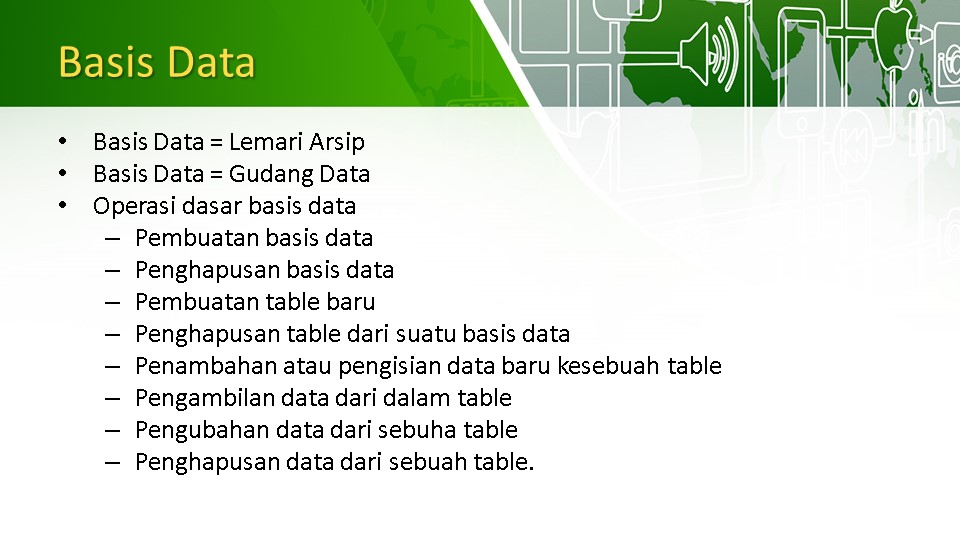 Basis Data
• Basis Data = Lemari Arsip
• Basis Data = Gudang Data
• Operasi dasar basis data
– Pembuatan basis data
– Penghapusan basis data
– Pembuatan table baru
– Penghapusan table dari suatu basis data
– Penambahan atau pengisian data baru kesebuah table
– Pengambilan data dari dalam table
– Pengubahan data dari sebuha table
– Penghapusan data dari sebuah table.